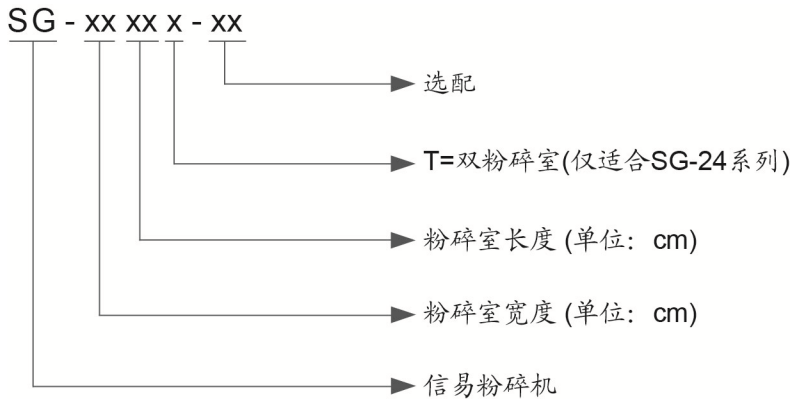 SG-xxxxx-xx
选配
T=双粉碎室(仅适合SG-24系列)
粉碎室长度 (单位：cm)
粉碎室宽度 (单位：cm)
信易粉碎机